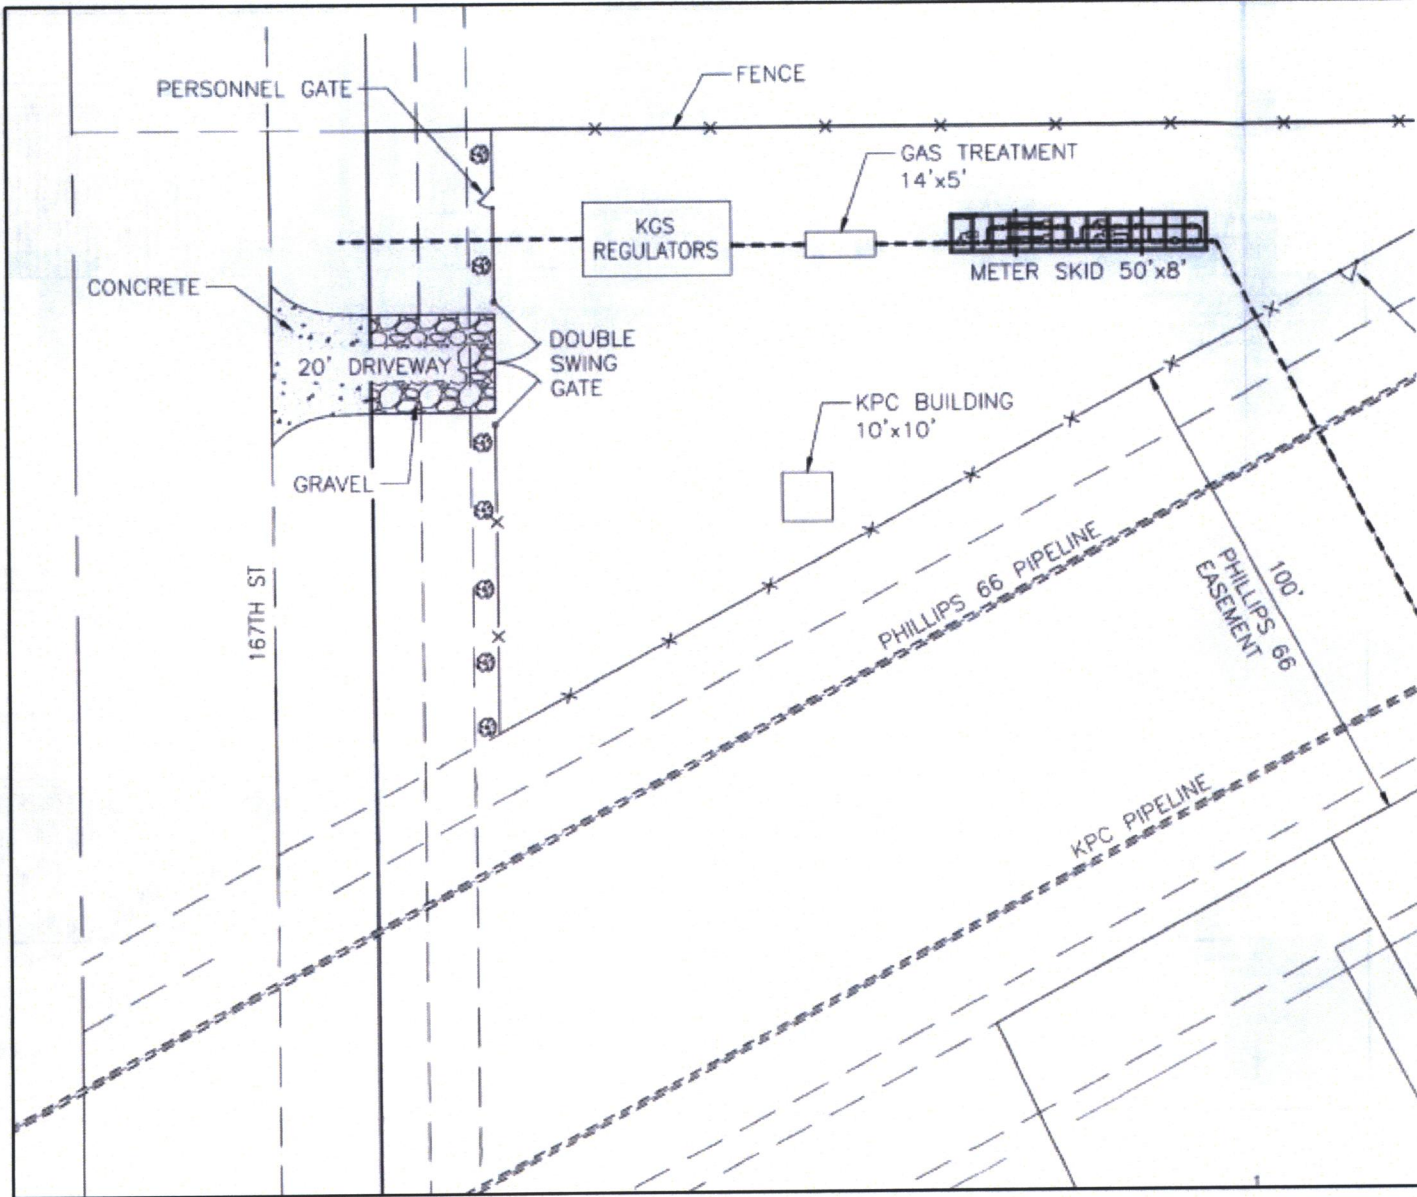 FENCE
PERSONNEL GATE
GAS TREATMENT
14'x5'
KGS
REGULATORS
METER SKID 50'x8'
CONCRETE
20' DRIVEWAY
DOUBLE
SWING
GATE
KPC BUILDING
10'x10'
GRAVEL
PHILLIPS 66 PIPELINE
100'
PHILLIPS 66
EASEMENT
167TH ST
KPC PIPELINE
1